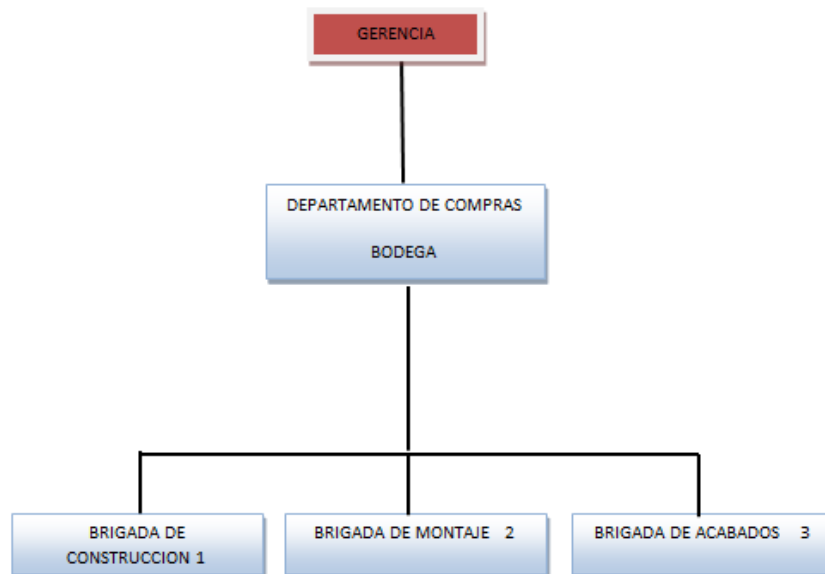 GERENCIA
DEPARTAMENTO DE COMPRAS
BODEGA
BRIGADA DE
CONSTRUCCION 1
BRIGADA DE MONTAJE 2
BRIGADA DE ACABADOS 3